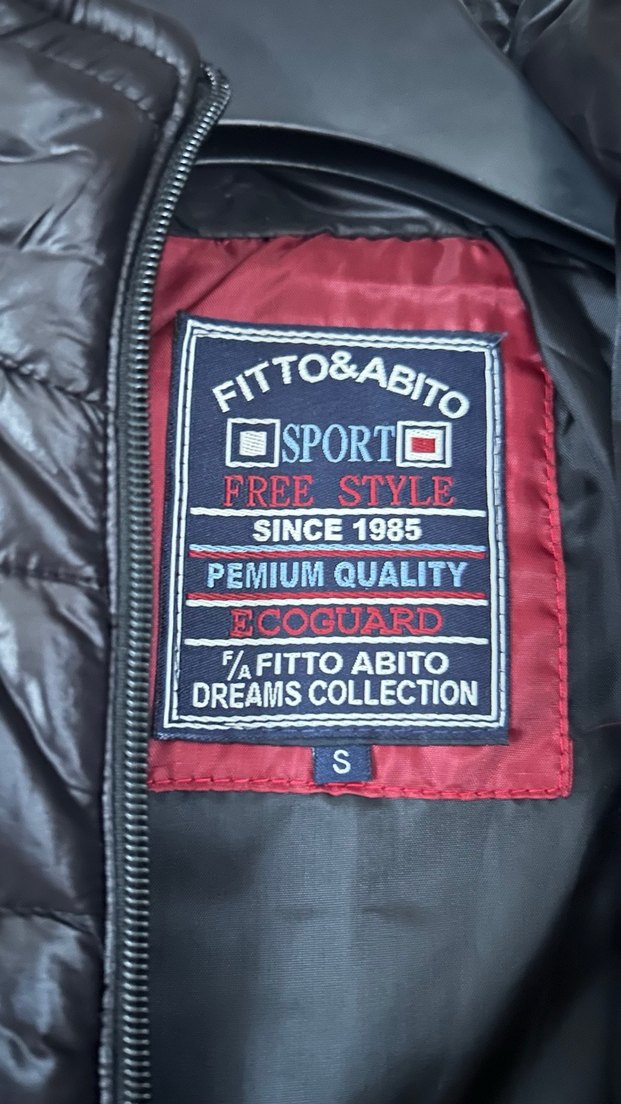 FITTO&ABITO
SPORT
FREE STYLE
SINCE 1985
PEMIUM QUALITY
ECOGUARD
F/A FITTO ABITO
DREAMS COLLECTION
S